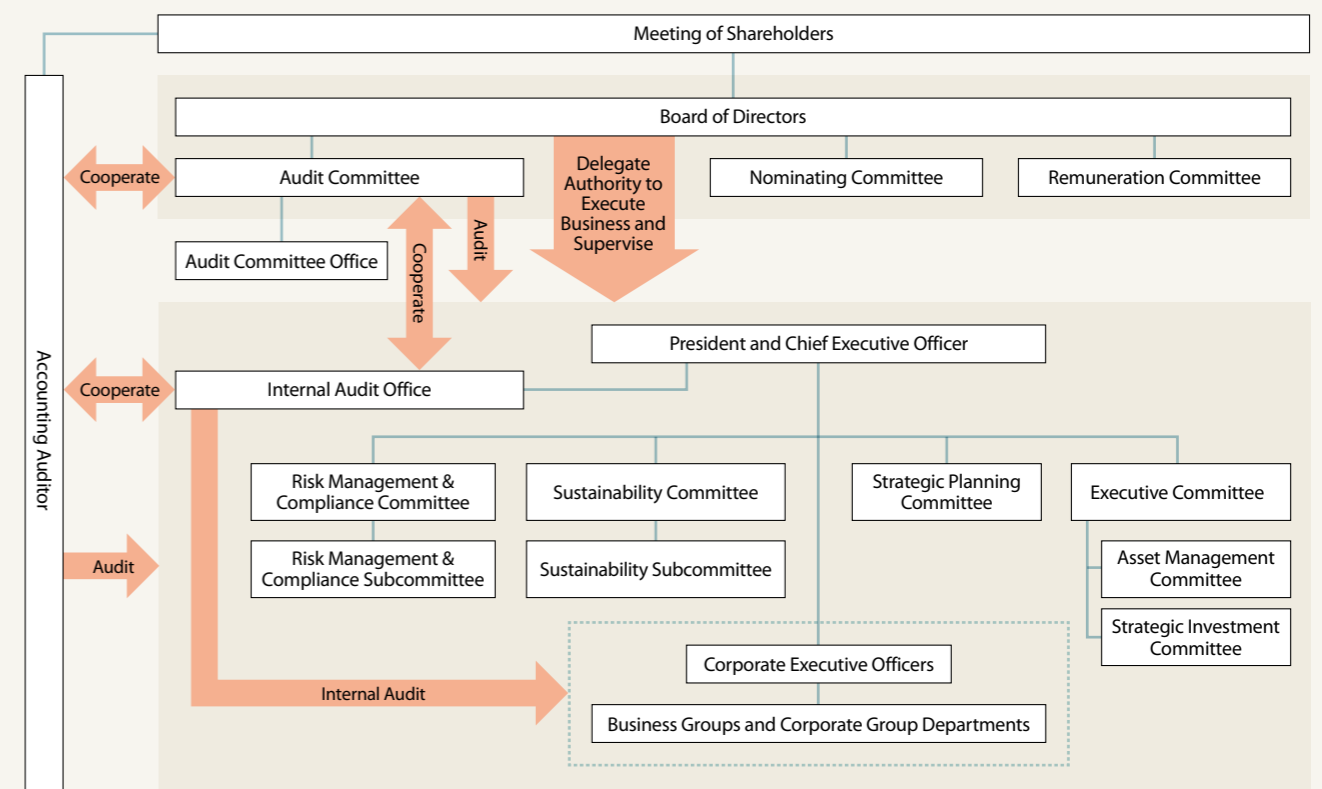 Meeting of Shareholders
Board of Directors
Cooperate
Audit Committee
Delegate
Authority to
Execute
Business and
Supervise
Nominating Committee
Remuneration Committee
Audit
Cooperate
Audit Committee Office
Accounting Auditor
President and Chief Executive Officer
Cooperate
Internal Audit Office
Risk Management &
Compliance Committee
Sustainability Committee
Strategic Planning
Committee
Executive Committee
Audit
Risk Management &
Compliance Subcommittee
Sustainability Subcommittee
Asset Management
Committee
Strategic Investment
Committee
Corporate Executive Officers
Internal Audit
Business Groups and Corporate Group Departments